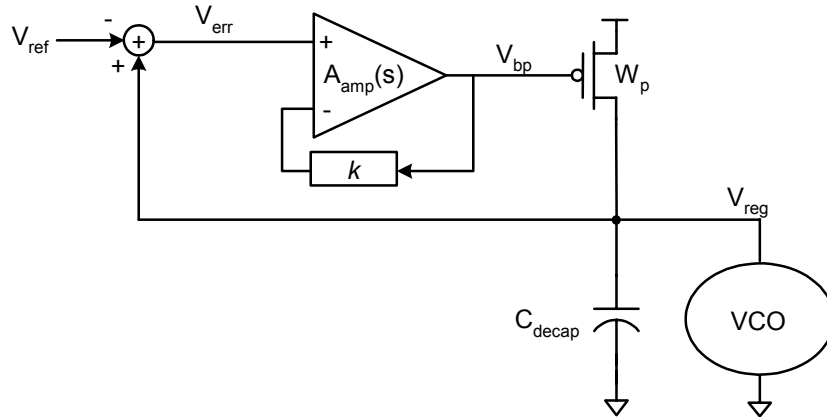 V_err
-
V_ref
+
+
+
A_amp(s)
-
V_bp
W_p
k
V_reg
C_decap
VCO